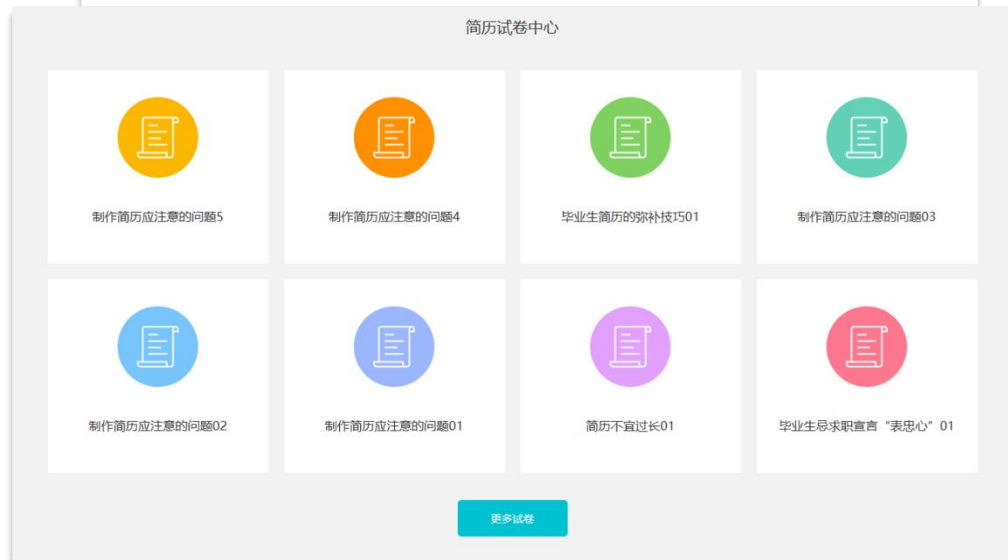 简历试卷中心
制作简历应注意的问题5
制作简历应注意的问题4
毕业生简历的弥补技巧01
制作简历应注意的问题03
制作简历应注意的问题02
制作简历应注意的问题01
简历不宜过长01
毕业生忌求职宣言“表忠心”01
更多试卷